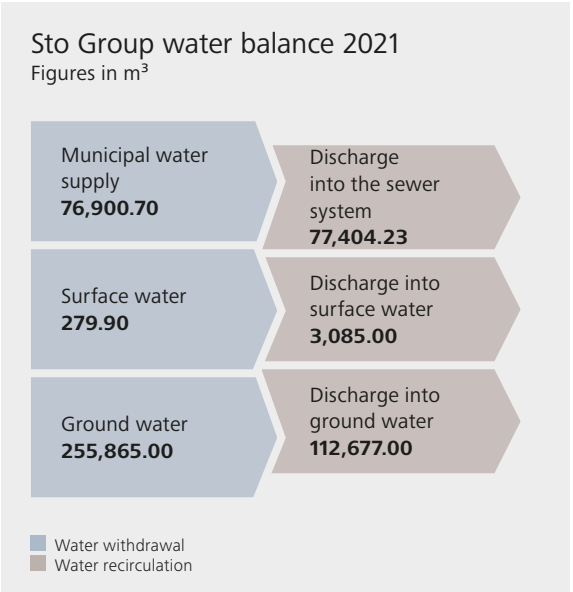 Sto Group water balance 2021
Figures in m³
Municipal water
supply
76,900.70
Discharge
into the sewer
system
77,404.23
Surface water
279.90
Discharge into
surface water
3,085.00
Ground water
255,865.00
Discharge into
ground water
112,677.00
Water withdrawal
Water recirculation